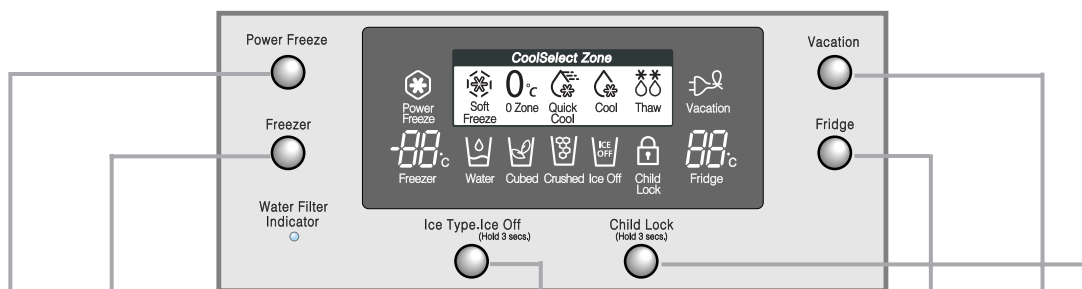 Power Freeze
Vacation
CoolSelect Zone
0°c
Soft Freeze
0 Zone
Quick Cool
Cool
Thaw
Power Freeze
Vacation
Freezer
Fridge
-88°c
ICE OFF
88°c
Freezer
Water
Cubed
Crushed
Ice Off
Child Lock
Fridge
Water Filter
Indicator
Ice Type.Ice Off
(Hold 3 secs.)
Child Lock
(Hold 3 secs.)